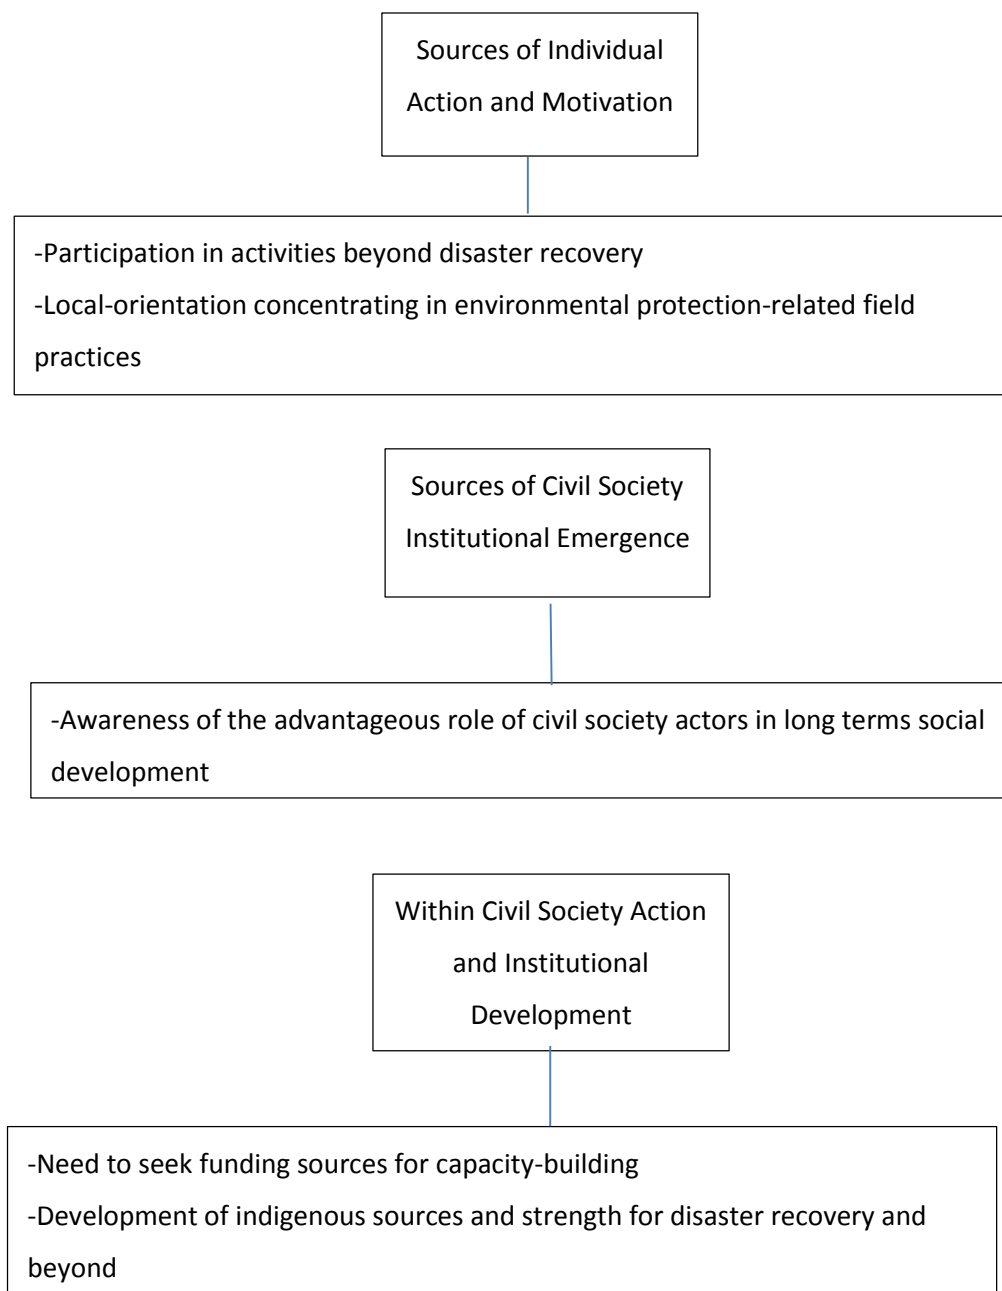 Sources of Individual
Action and Motivation
-Participation in activities beyond disaster recovery
-Local-orientation concentrating in environmental protection-related field
practices
Sources of Civil Society
Institutional Emergence
-Awareness of the advantageous role of civil society actors in long terms social
development
Within Civil Society Action
and Institutional
Development
-Need to seek funding sources for capacity-building
-Development of indigenous sources and strength for disaster recovery and
beyond